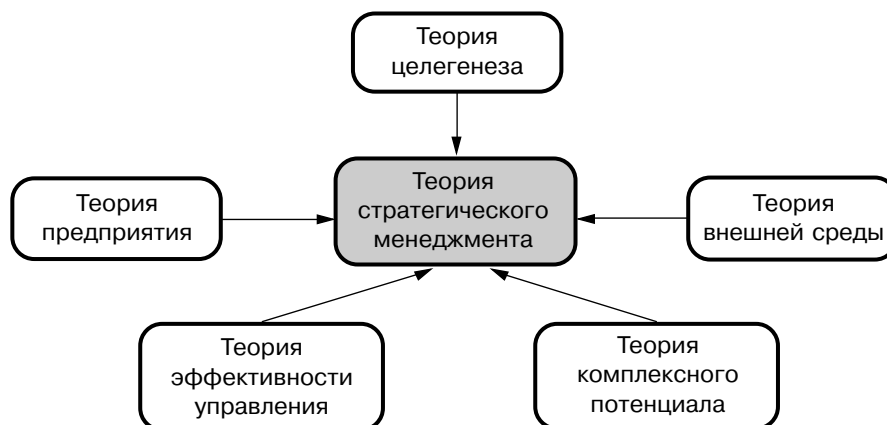 Теория
целегенеза
Теория
стратегического
менеджмента
Теория
предприятия
Теория
внешней среды
Теория
эффективности
управления
Теория
комплексного
потенциала